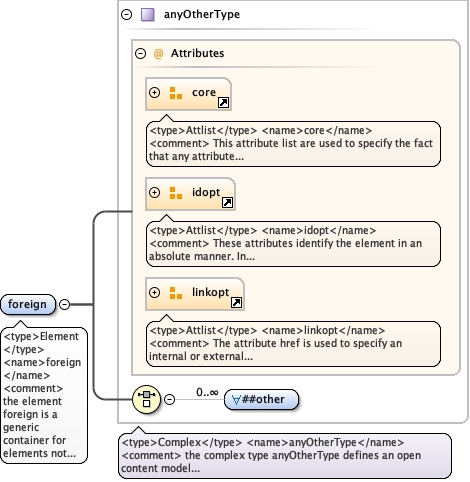 anyOtherType
@ Attributes
core
<type>Attlist</type> <name>core</name>
<comment> This attribute list are used to specify the fact
that any attribute...
idopt
<type>Attlist</type> <name>idopt</name>
<comment> These attributes identify the element in an
absolute manner. In...
linkopt
<type>Attlist</type> <name>linkopt</name>
<comment> The attribute href is used to specify an
internal or external...
foreign
<type>Element
</type>
<name>foreign
</name>
<comment>
the element
foreign is a
generic
container for
elements not...
0..∞
∀##other
<type>Complex</type> <name>anyOtherType</name>
<comment> the complex type anyOtherType defines an open
content model...